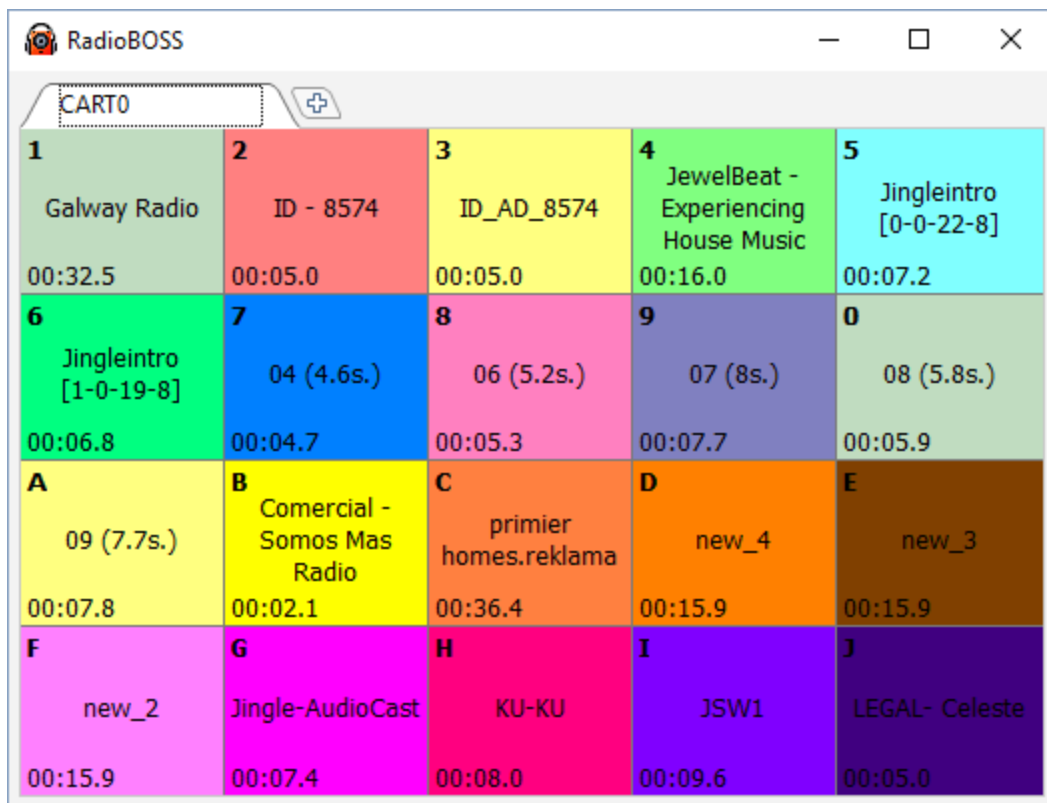 RadioBOSS
CART0
1
Galway Radio
00:32.5
2
ID - 8574
00:05.0
3
ID_AD_8574
00:05.0
4
JewelBeat -
Experiencing
House Music
00:16.0
5
Jingleintro
[0-0-22-8]
00:07.2
6
Jingleintro
[1-0-19-8]
00:06.8
7
04 (4.6s.)
00:04.7
8
06 (5.2s.)
00:05.3
9
07 (8s.)
00:07.7
0
08 (5.8s.)
00:05.9
A
09 (7.7s.)
00:07.8
B
Comercial -
Somos Mas
Radio
00:02.1
C
primier
homes.reklama
00:36.4
D
new_4
00:15.9
E
new_3
00:15.9
F
new_2
00:15.9
G
Jingle-AudioCast
00:07.4
H
KU-KU
00:08.0
I
JSW1
00:09.6
J
LEGAL- Celeste
00:05.0